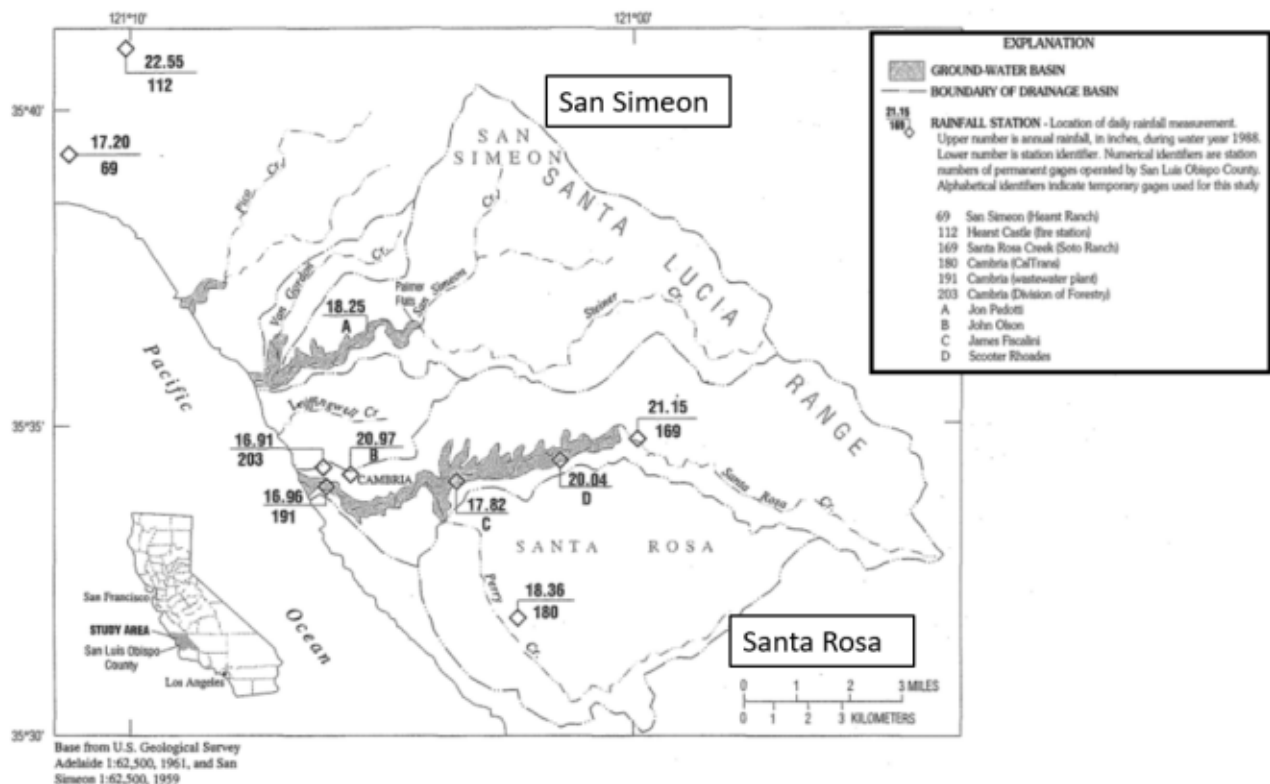 121°10'
121°00'
22.55
112
35°40'
17.20
69
San Simeon
SAN
SIMEON
SANTA
LUCIA
RANGE
Pico Cr.
Van Gordon Cr.
Palmer
Flats
San Simeon
Cr.
Steiner Cr.
18.25
A
Pacific
Ocean
Leffingwell Cr.
35°35'
16.91
203
20.97
B
CAMBRIA
16.96
191
21.15
169
20.04
D
17.82
C
Santa Rosa Cr.
SANTA ROSA
Perry Cr.
18.36
180
Santa Rosa
0 1 2 3 MILES
0 1 2 3 KILOMETERS
35°30'
San Francisco
STUDY AREA
San Luis Obispo
County
Los Angeles
Base from U.S. Geological Survey
Adelaide 1:62,500, 1961, and San
Simeon 1:62,500, 1959
EXPLANATION
GROUND-WATER BASIN
BOUNDARY OF DRAINAGE BASIN
21.15
169
RAINFALL STATION - Location of daily rainfall measurement.
Upper number is annual rainfall, in inches, during water year 1988.
Lower number is station identifier. Numerical identifiers are station
numbers of permanent gages operated by San Luis Obispo County.
Alphabetical identifiers indicate temporary gages used for this study
69 San Simeon (Hearst Ranch)
112 Hearst Castle (fire station)
169 Santa Rosa Creek (Soto Ranch)
180 Cambria (CalTrans)
191 Cambria (wastewater plant)
203 Cambria (Division of Forestry)
A Jon Pedotti
B John Olson
C James Fiscalini
D Scooter Rhoades